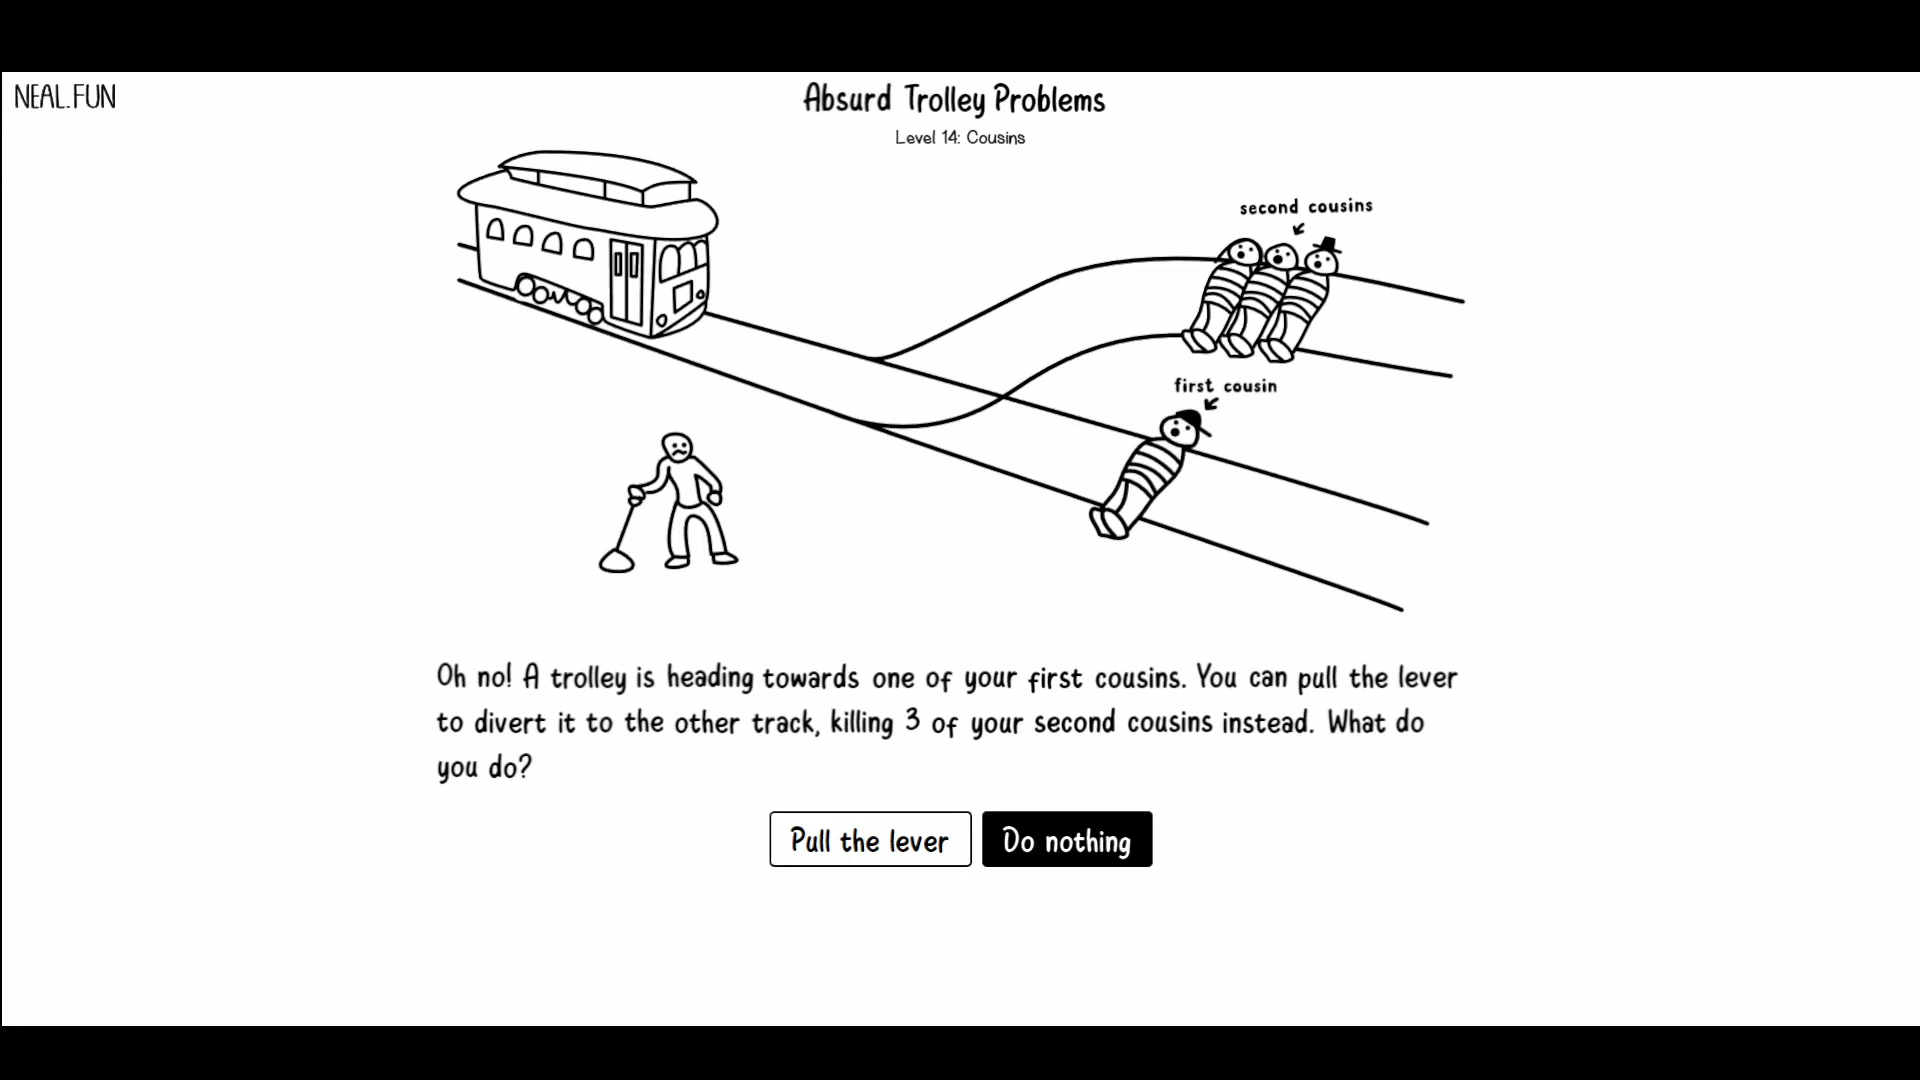 NEAL.FUN
Absurd Trolley Problems
Level 14: Cousins
second cousins
first cousin
Oh no! A trolley is heading towards one of your first cousins. You can pull the lever
to divert it to the other track, killing 3 of your second cousins instead. What do
you do?
Pull the lever
Do nothing